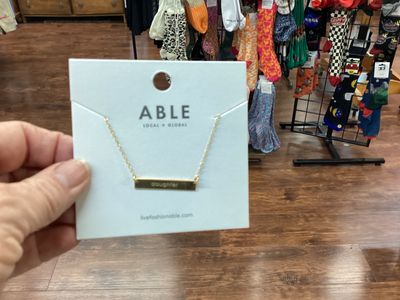 ABLE
LOCAL + GLOBAL
daughter
livefashionable.com